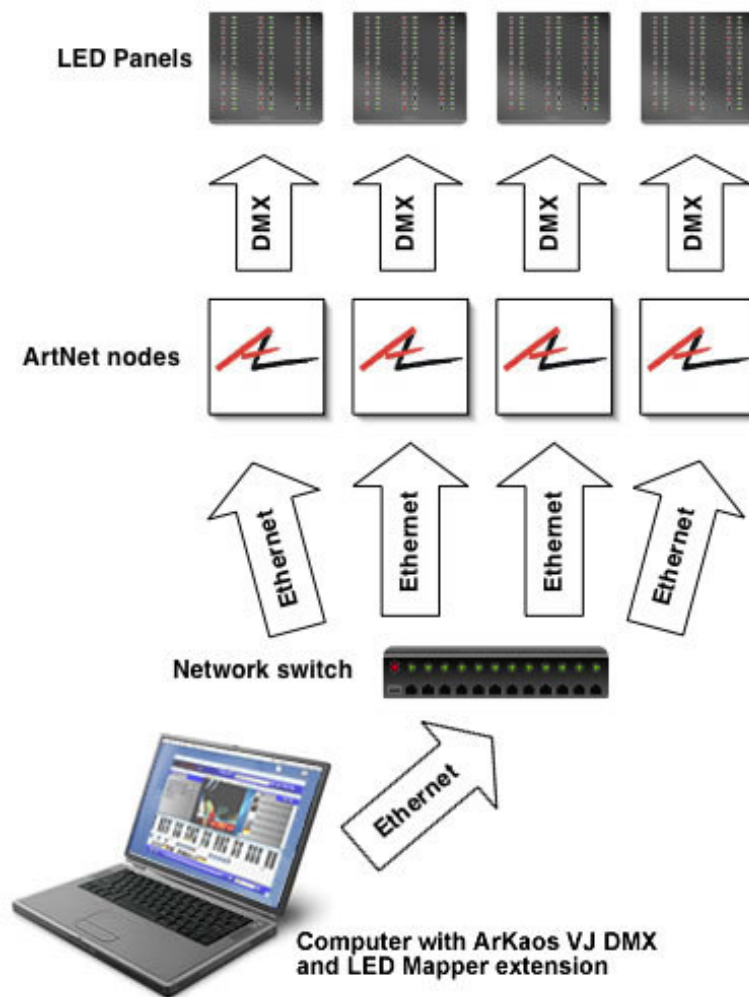 LED Panels
DMX
DMX
DMX
DMX
ArtNet nodes
Ethernet
Ethernet
Ethernet
Ethernet
Network switch
Ethernet
Computer with ArKaos VJ DMX
and LED Mapper extension